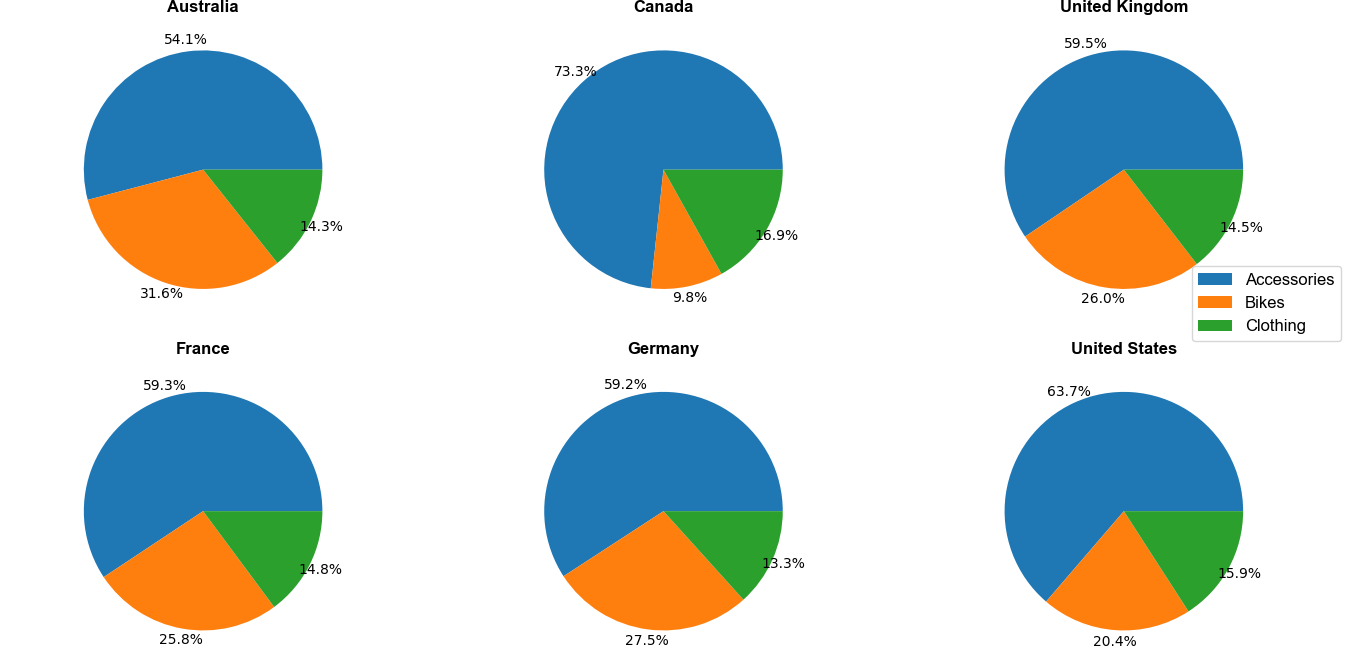 Australia
54.1%
14.3%
31.6%
Canada
73.3%
16.9%
9.8%
United Kingdom
59.5%
14.5%
26.0%
Accessories
Bikes
Clothing
France
59.3%
14.8%
25.8%
Germany
59.2%
13.3%
27.5%
United States
63.7%
15.9%
20.4%